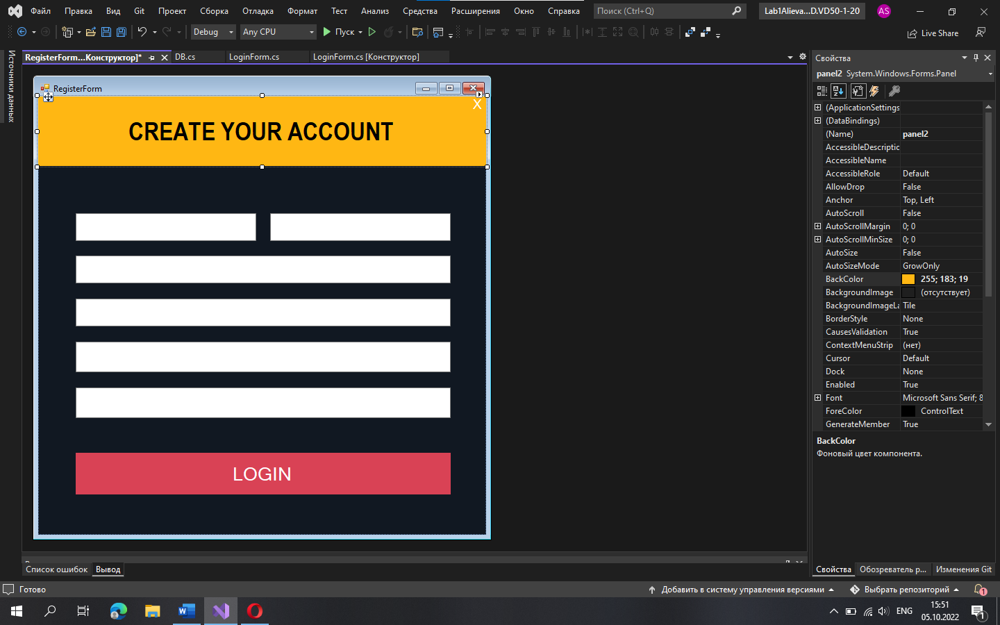 Файл Правка Вид Git Проект Сборка Отладка Формат Тест Анализ Средства Расширения Окно Справка Поиск (Ctrl+Q) Lab1Alieva...D.VD50-1-20 AS
Debug Any CPU Пуск Live Share
Источники данных
RegisterForm...Конструктор]* DB.cs LoginForm.cs LoginForm.cs [Конструктор]
RegisterForm
X
CREATE YOUR ACCOUNT
LOGIN
Свойства
panel2 System.Windows.Forms.Panel
(ApplicationSettings
(DataBindings)
(Name) panel2
AccessibleDescriptic
AccessibleName
AccessibleRole Default
AllowDrop False
Anchor Top, Left
AutoScroll False
AutoScrollMargin 0; 0
AutoScrollMinSize 0; 0
AutoSize False
AutoSizeMode GrowOnly
BackColor 255; 183; 19
BackgroundImage (отсутствует)
BackgroundImageLa Tile
BorderStyle None
CausesValidation True
ContextMenuStrip (нет)
Cursor Default
Dock None
Enabled True
Font Microsoft Sans Serif; 8
ForeColor ControlText
GenerateMember True
BackColor
Фоновый цвет компонента.
Список ошибок Вывод
Свойства Обозреватель р... Изменения Git
Готово Добавить в систему управления версиями Выбрать репозиторий 1
ENG 15:51
05.10.2022 1